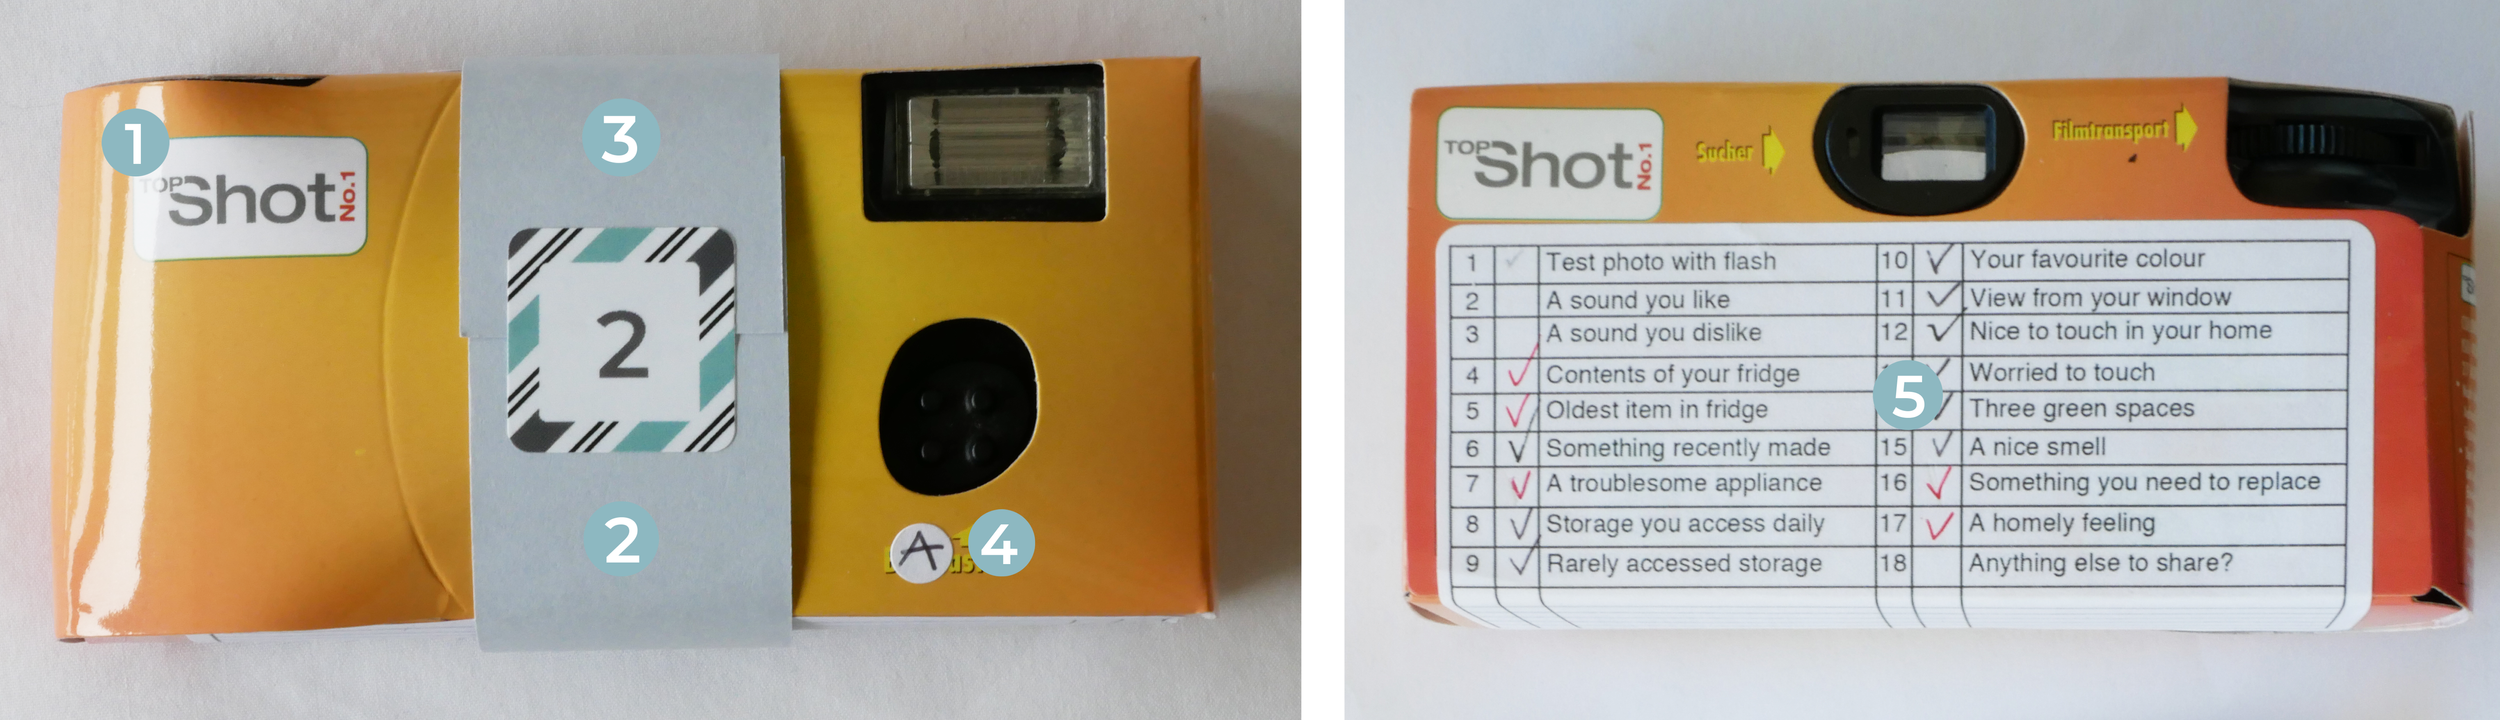 1
TOP Shot No.1
3
2
2
A
4
TOP Shot No.1
Sucher
Filmtransport
1 ✓ Test photo with flash
2 A sound you like
3 A sound you dislike
4 ✓ Contents of your fridge
5 ✓ Oldest item in fridge
6 ✓ Something recently made
7 ✓ A troublesome appliance
8 ✓ Storage you access daily
9 ✓ Rarely accessed storage
10 ✓ Your favourite colour
11 ✓ View from your window
12 ✓ Nice to touch in your home
✓ Worried to touch
5
✓ Three green spaces
15 ✓ A nice smell
16 ✓ Something you need to replace
17 ✓ A homely feeling
18 Anything else to share?